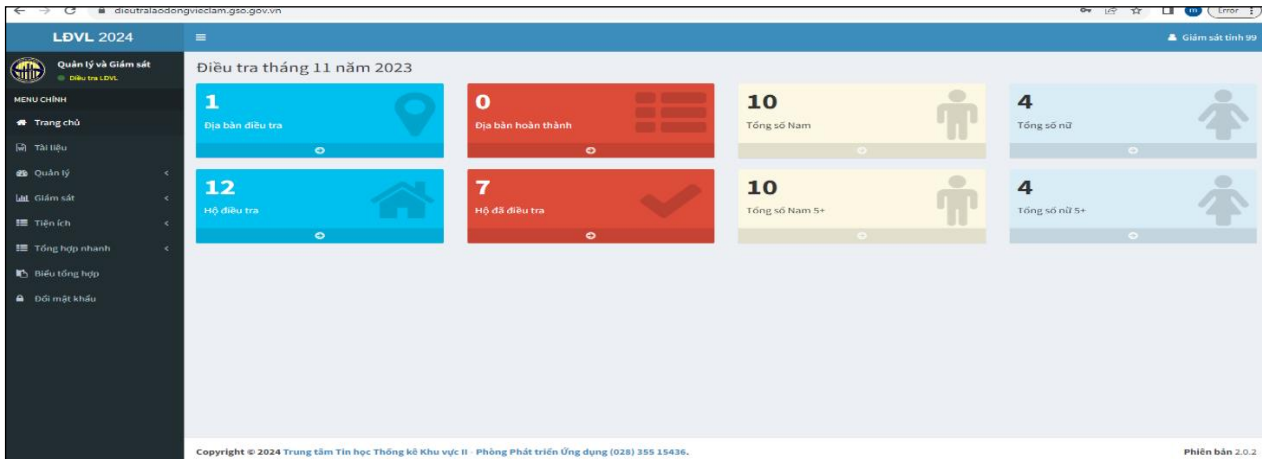 dieutralaodongvieclam.gso.gov.vn
m
Error
LĐVL 2024
Giám sát tỉnh 99
Quản lý và Giám sát
Điều tra LĐVL
MENU CHÍNH
Trang chủ
Tài liệu
Quản lý
Giám sát
Tiện ích
Tổng hợp nhanh
Biểu tổng hợp
Đổi mật khẩu
Điều tra tháng 11 năm 2023
1
Địa bàn điều tra
0
Địa bàn hoàn thành
10
Tổng số Nam
4
Tổng số nữ
12
Hộ điều tra
7
Hộ đã điều tra
10
Tổng số Nam 5+
4
Tổng số nữ 5+
Copyright © 2024 Trung tâm Tin học Thống kê Khu vực II - Phòng Phát triển Ứng dụng (028) 355 15436.
Phiên bản 2.0.2